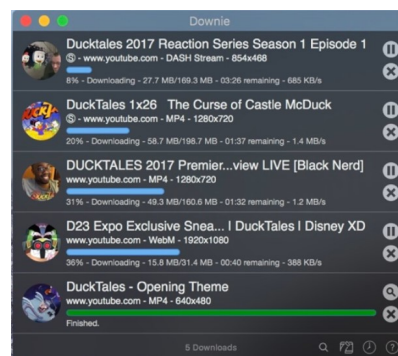 Downie
Ducktales 2017 Reaction Series Season 1 Episode 1
Ⓢ - www.youtube.com - DASH Stream - 854x468
8% - Downloading - 27.7 MB/169.3 MB - 03:26 remaining - 685 KB/s
DuckTales 1x26 The Curse of Castle McDuck
Ⓢ - www.youtube.com - MP4 - 1280x720
20% - Downloading - 58.7 MB/198.7 MB - 01:37 remaining - 1.4 MB/s
DUCKTALES 2017 Premier...view LIVE [Black Nerd]
www.youtube.com - MP4 - 1280x720
31% - Downloading - 49.3 MB/160.6 MB - 01:32 remaining - 1.2 MB/s
D23 Expo Exclusive Snea... I DuckTales I Disney XD
www.youtube.com - WebM - 1920x1080
36% - Downloading - 15.8 MB/31.4 MB - 00:40 remaining - 388 KB/s
DuckTales - Opening Theme
www.youtube.com - MP4 - 640x480
Finished.
5 Downloads